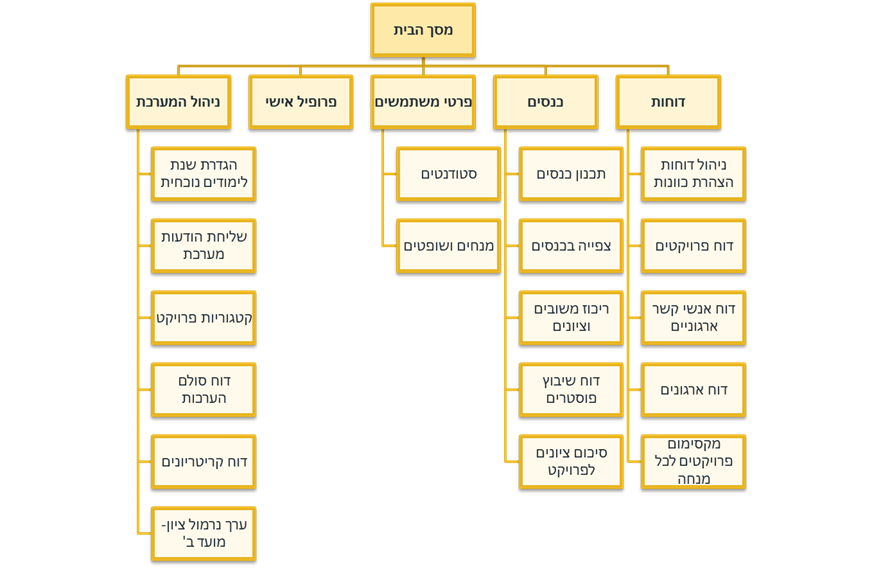 מסך הבית
דוחות
ניהול דוחות
הצהרת כוונות
דוח פרויקטים
דוח אנשי קשר
ארגוניים
דוח ארגונים
מקסימום
פרויקטים לכל
מנחה
כנסים
תכנון כנסים
צפייה בכנסים
ריכוז משובים
וציונים
דוח שיבוץ
פוסטרים
סיכום ציונים
לפרויקט
פרטי משתמשים
סטודנטים
מנחים ושופטים
פרופיל אישי
ניהול המערכת
הגדרת שנת
לימודים נוכחית
שליחת הודעות
מערכת
קטגוריות פרויקט
דוח סולם
הערכות
דוח קריטריונים
ערך נרמול ציון-
מועד ב'